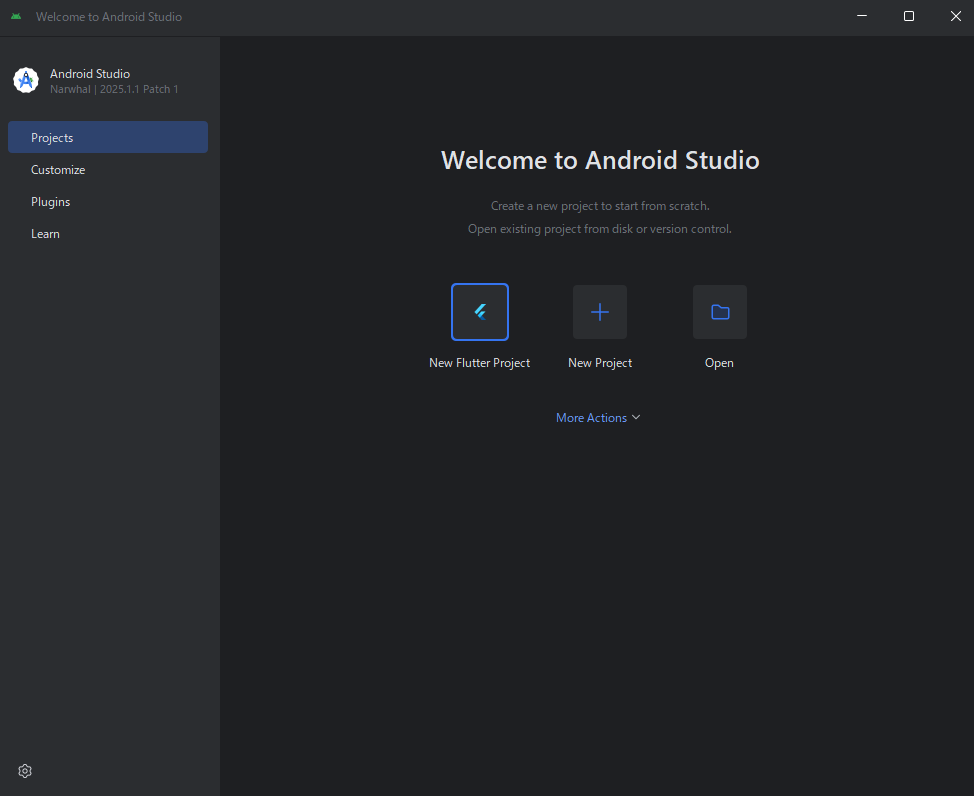 Welcome to Android Studio
Android Studio
Narwhal | 2025.1.1 Patch 1
Projects
Customize
Plugins
Learn
Welcome to Android Studio
Create a new project to start from scratch.
Open existing project from disk or version control.
New Flutter Project
New Project
Open
More Actions